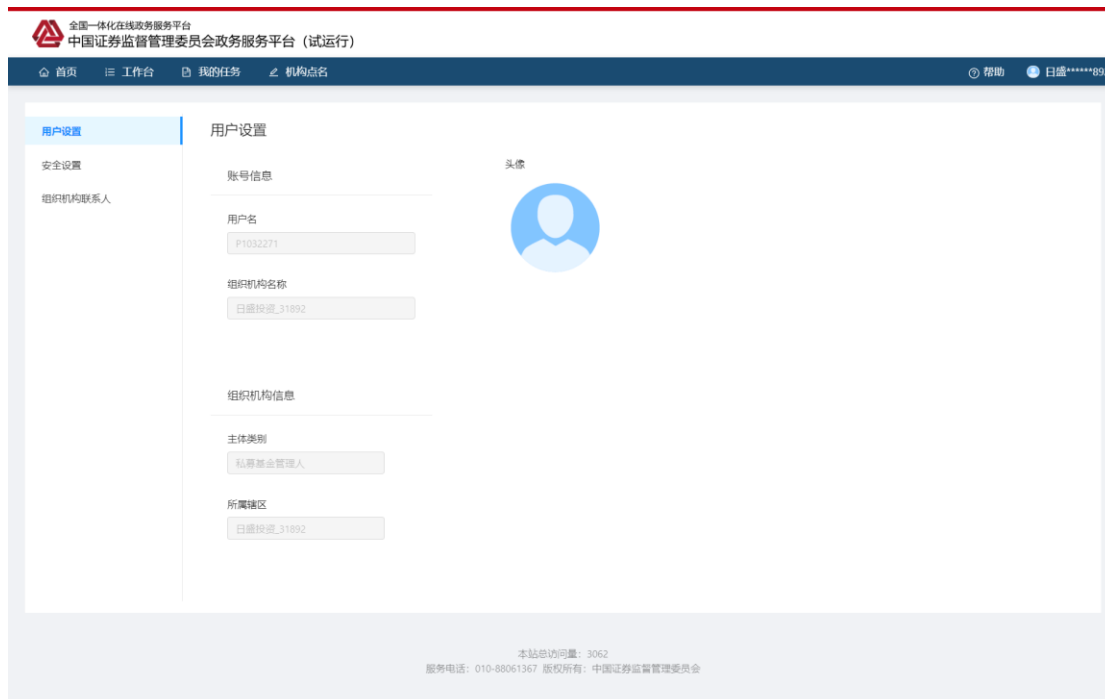 全国一体化在线政务服务平台
中国证券监督管理委员会政务服务平台（试运行）
首页 工作台 我的任务 机构点名 帮助 日盛******89
用户设置
安全设置
组织机构联系人
用户设置
账号信息
用户名
P1032271
组织机构名称
日盛投资_31892
头像
组织机构信息
主体类别
私募基金管理人
所属辖区
日盛投资_31892
本站总访问量：3062
服务电话：010-88061367 版权所有：中国证券监督管理委员会